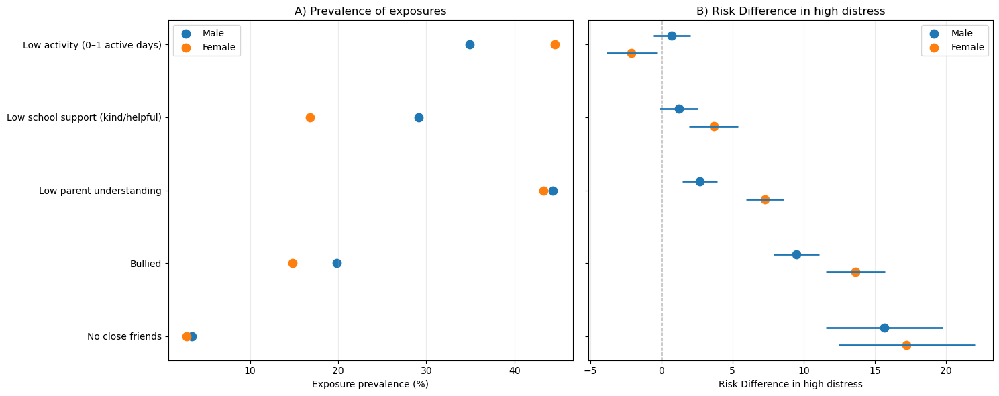 A) Prevalence of exposures
Male
Female
Low activity (0–1 active days)
Low school support (kind/helpful)
Low parent understanding
Bullied
No close friends
10
20
30
40
Exposure prevalence (%)
B) Risk Difference in high distress
Male
Female
−5
0
5
10
15
20
Risk Difference in high distress